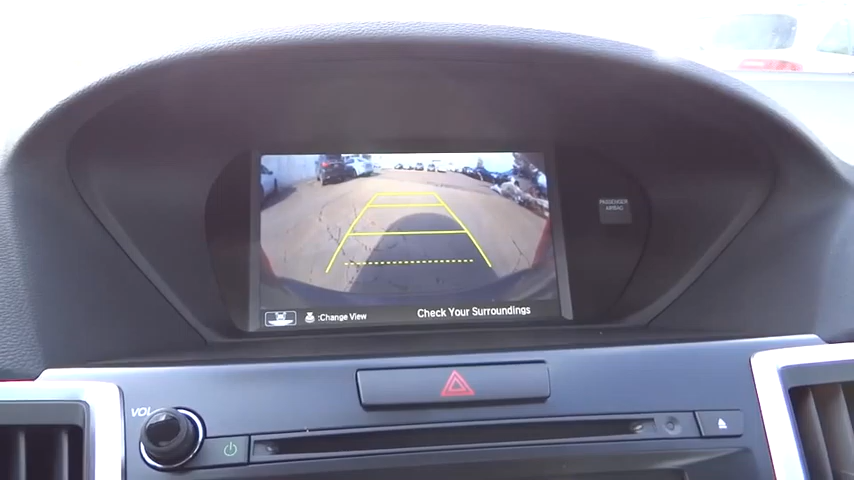 PASSENGER
AIRBAG
:Change View
Check Your Surroundings
VOL